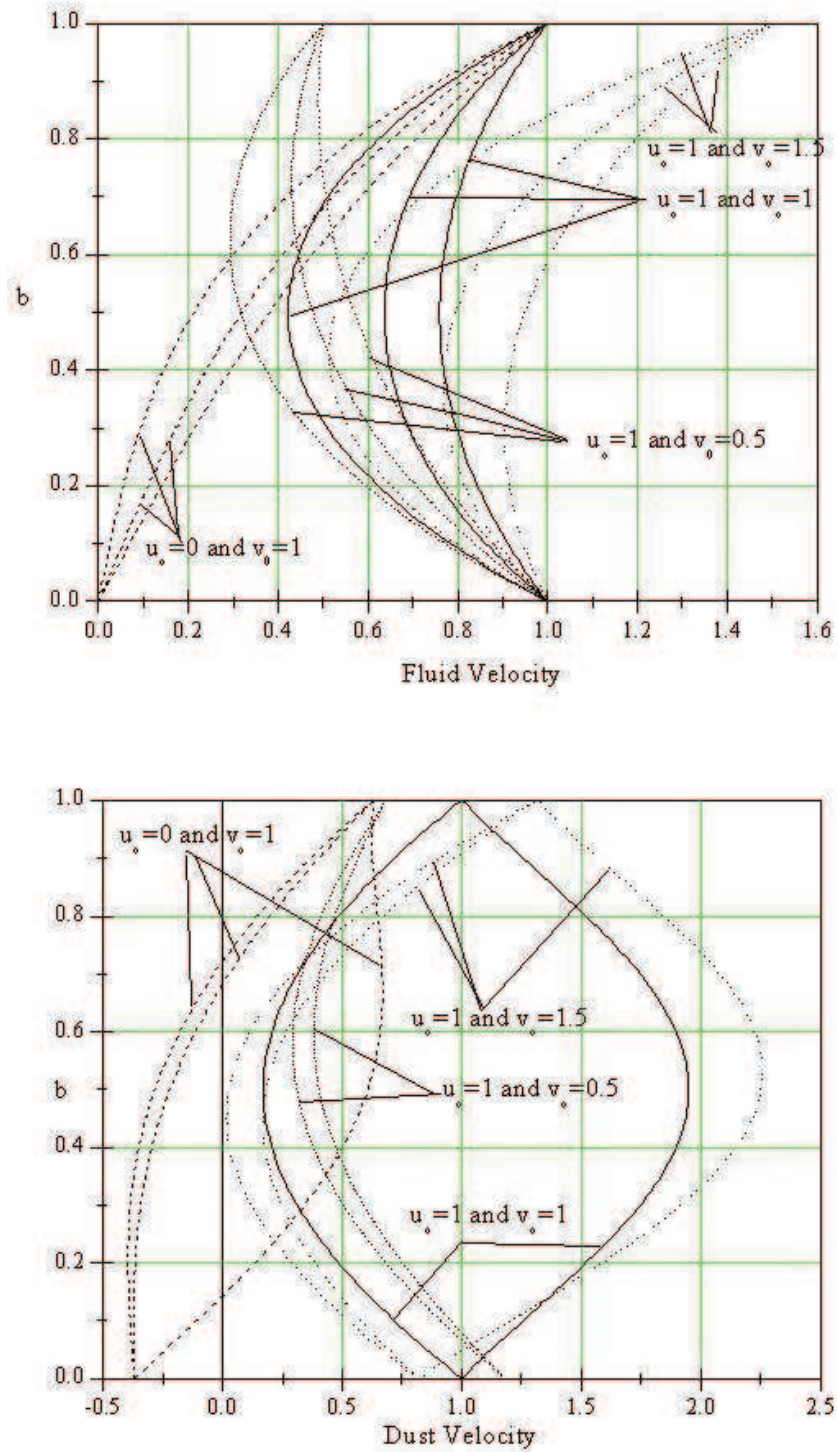 1.0
0.8
u₀=1 and v₀=1.5
u₀=1 and v₀=1
0.6
b
0.4
u₀=1 and v₀=0.5
0.2
u₀=0 and v₀=1
0.0
0.0 0.2 0.4 0.6 0.8 1.0 1.2 1.4 1.6
Fluid Velocity
1.0
u₀=0 and v₀=1
0.8
0.6
u₀=1 and v₀=1.5
b
u₀=1 and v₀=0.5
0.4
u₀=1 and v₀=1
0.2
0.0
-0.5 0.0 0.5 1.0 1.5 2.0 2.5
Dust Velocity